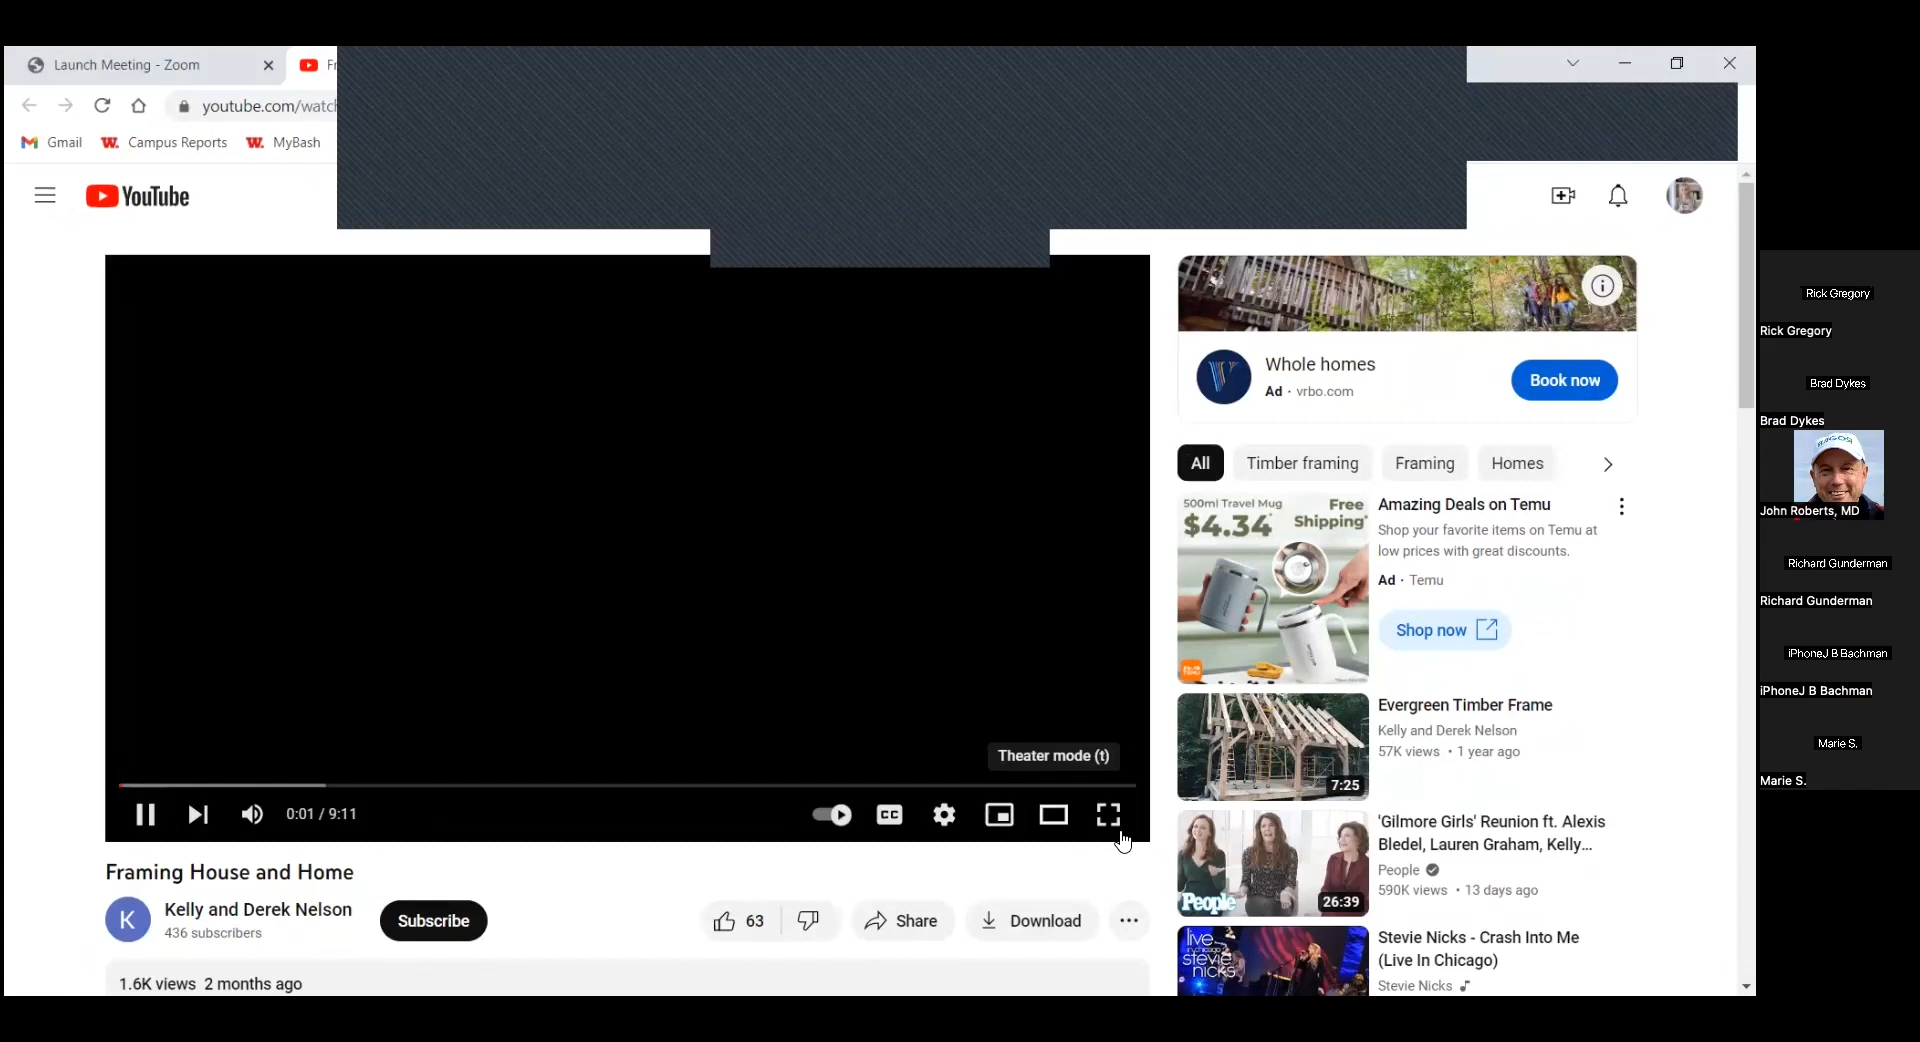 Launch Meeting - Zoom
youtube.com/watch
Gmail
Campus Reports
MyBash
YouTube
Whole homes
Ad · vrbo.com
Book now
All
Timber framing
Framing
Homes
500ml Travel Mug
$4.34
Free
Shipping*
Amazing Deals on Temu
Shop your favorite items on Temu at
low prices with great discounts.
Ad · Temu
Shop now
Evergreen Timber Frame
Kelly and Derek Nelson
57K views • 1 year ago
7:25
'Gilmore Girls' Reunion ft. Alexis
Bledel, Lauren Graham, Kelly...
People
590K views • 13 days ago
People
26:39
Stevie Nicks - Crash Into Me
(Live In Chicago)
Stevie Nicks
live
stevie
nicks
Theater mode (t)
0:01 / 9:11
CC
Framing House and Home
K
Kelly and Derek Nelson
436 subscribers
Subscribe
63
Share
Download
1.6K views 2 months ago
Rick Gregory
Rick Gregory
Brad Dykes
Brad Dykes
John Roberts, MD
Richard Gunderman
Richard Gunderman
iPhoneJ B Bachman
iPhoneJ B Bachman
Marie S.
Marie S.